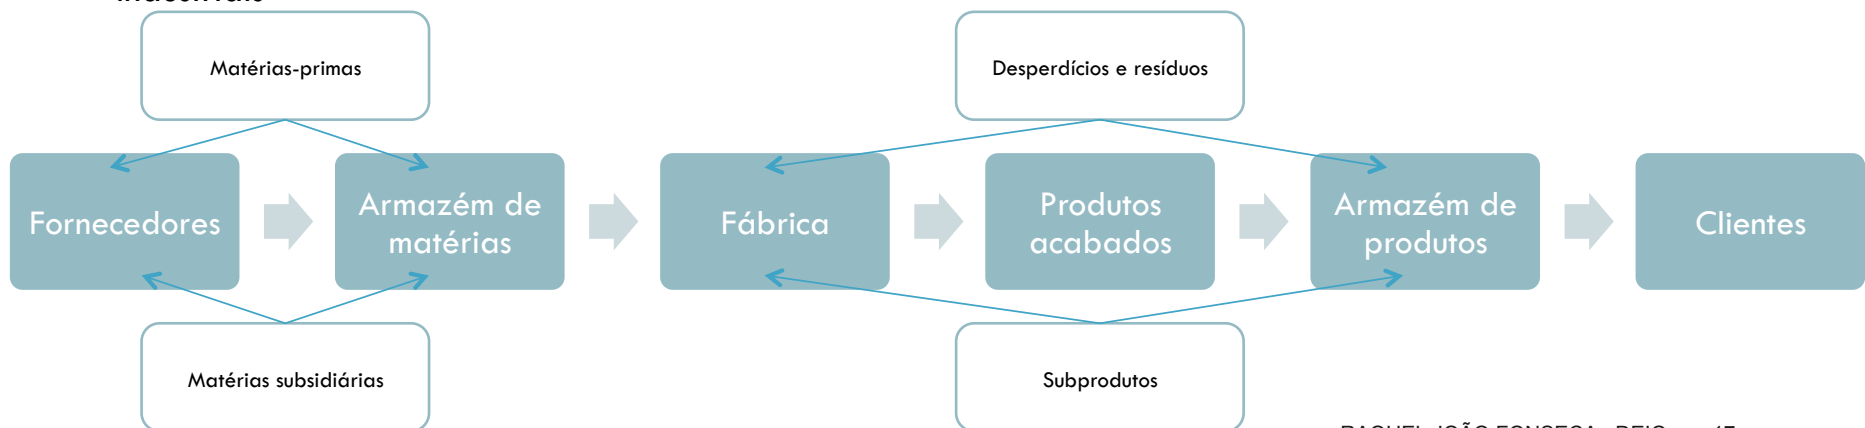 Matérias-primas
Desperdícios e resíduos
Fornecedores
Armazém de
matérias
Fábrica
Produtos
acabados
Armazém de
produtos
Clientes
Matérias subsidiárias
Subprodutos